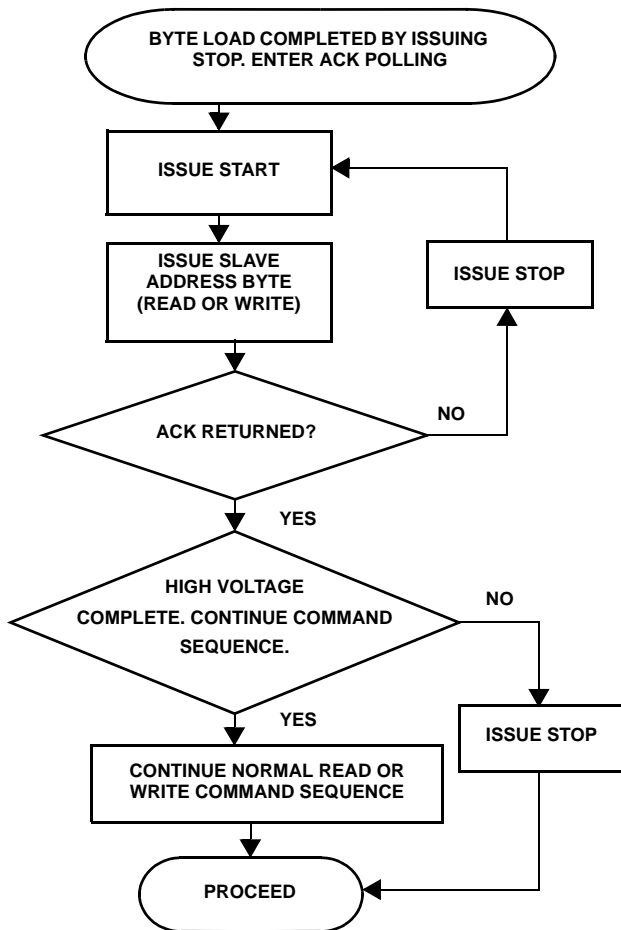 BYTE LOAD COMPLETED BY ISSUING
STOP. ENTER ACK POLLING
ISSUE START
ISSUE SLAVE
ADDRESS BYTE
(READ OR WRITE)
ISSUE STOP
ACK RETURNED?
NO
YES
HIGH VOLTAGE
COMPLETE. CONTINUE COMMAND
SEQUENCE.
NO
YES
ISSUE STOP
CONTINUE NORMAL READ OR
WRITE COMMAND SEQUENCE
PROCEED